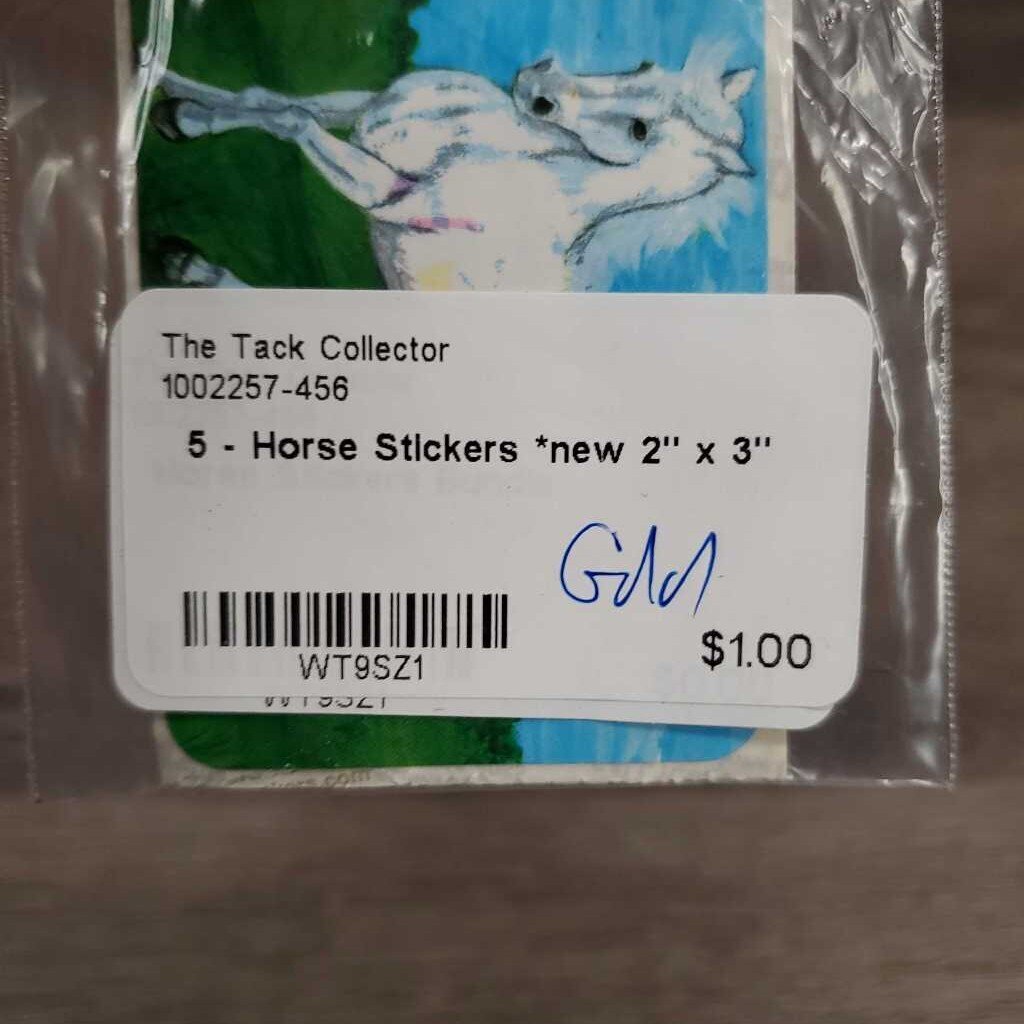 The Tack Collector
1002257-456
5 - Horse Stickers *new 2" x 3"
$1.00
WT9SZ1